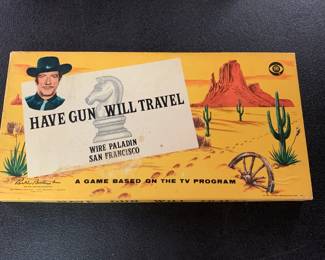 HAVE GUN WILL TRAVEL
WIRE PALADIN
SAN FRANCISCO
A GAME BASED ON THE TV PROGRAM